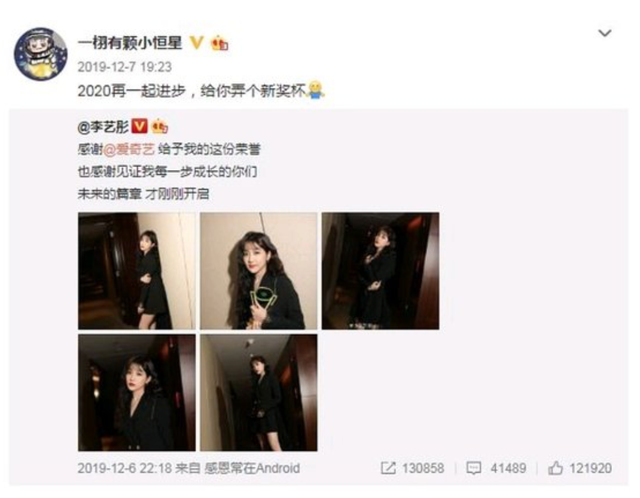 一栩有颗小恒星
2019-12-7 19:23
2020再一起进步，给你弄个新奖杯
@李艺彤
感谢@爱奇艺 给予我的这份荣誉
也感谢见证我每一步成长的你们
未来的篇章 才刚刚开启
2019-12-6 22:18 来自 感恩常在Android
130858 41489 121920